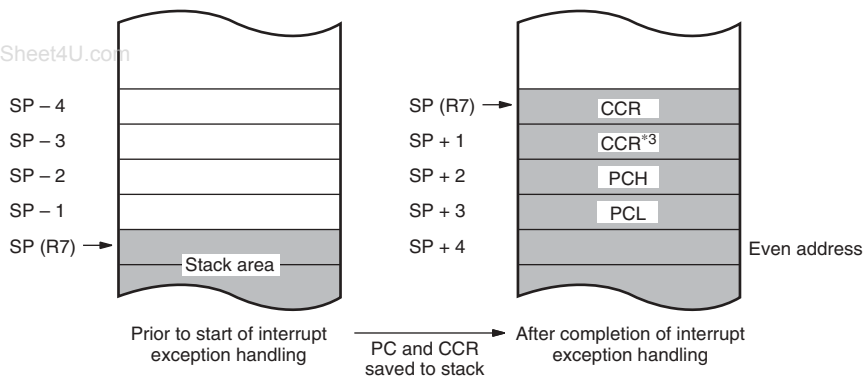 Sheet4U.com
SP – 4
SP – 3
SP – 2
SP – 1
SP (R7)
Stack area
SP (R7)
SP + 1
SP + 2
SP + 3
SP + 4
CCR
CCR*3
PCH
PCL
Even address
Prior to start of interrupt
exception handling
PC and CCR
saved to stack
After completion of interrupt
exception handling